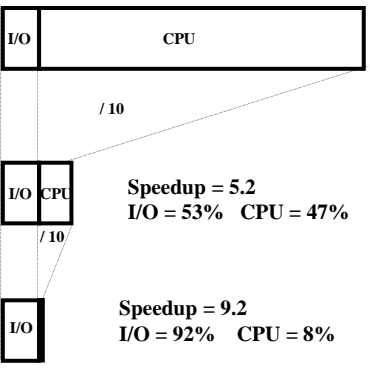 I/O CPU
/ 10
I/O CPU
Speedup = 5.2
I/O = 53% CPU = 47%
/ 10
I/O
Speedup = 9.2
I/O = 92% CPU = 8%